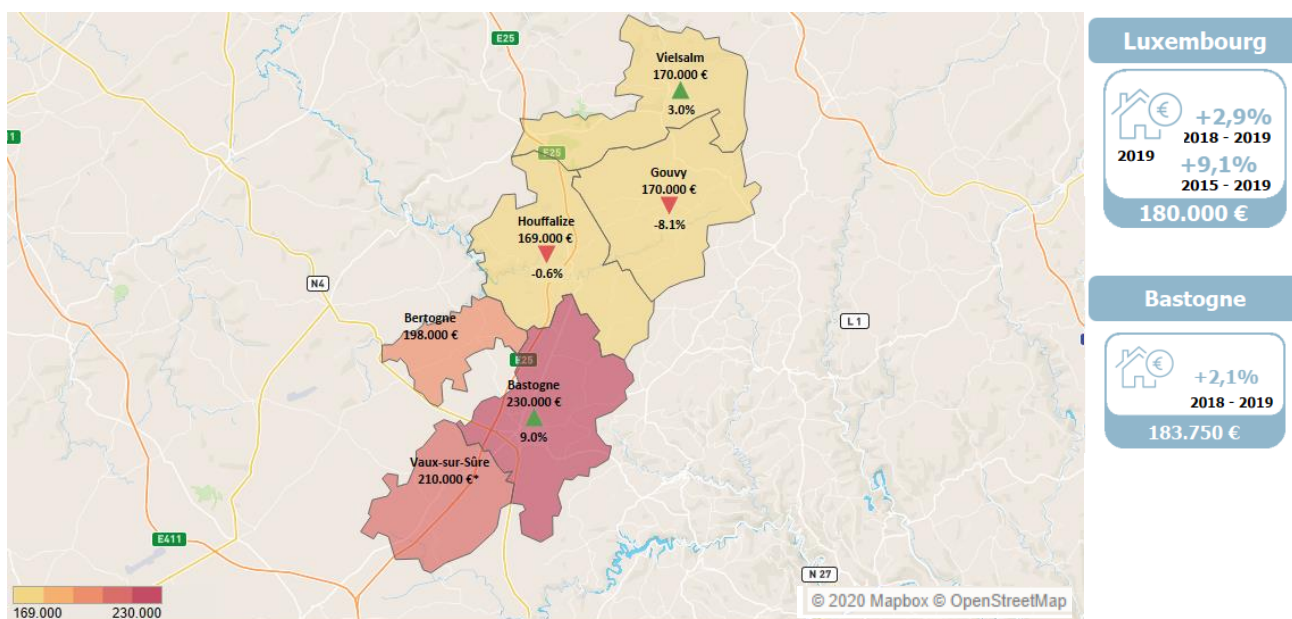 E25
Vielsalm
170.000 €
3.0%
E25
Gouvy
170.000 €
-8.1%
Houffalize
169.000 €
-0.6%
N4
Bertogne
198.000 €
L 1
E25
Bastogne
230.000 €
9.0%
Vaux-sur-Sûre
210.000 €*
E411
N 27
169.000 230.000
© 2020 Mapbox © OpenStreetMap
Luxembourg
€
+2,9%
2018 - 2019
2019
+9,1%
2015 - 2019
180.000 €
Bastogne
€
+2,1%
2018 - 2019
183.750 €